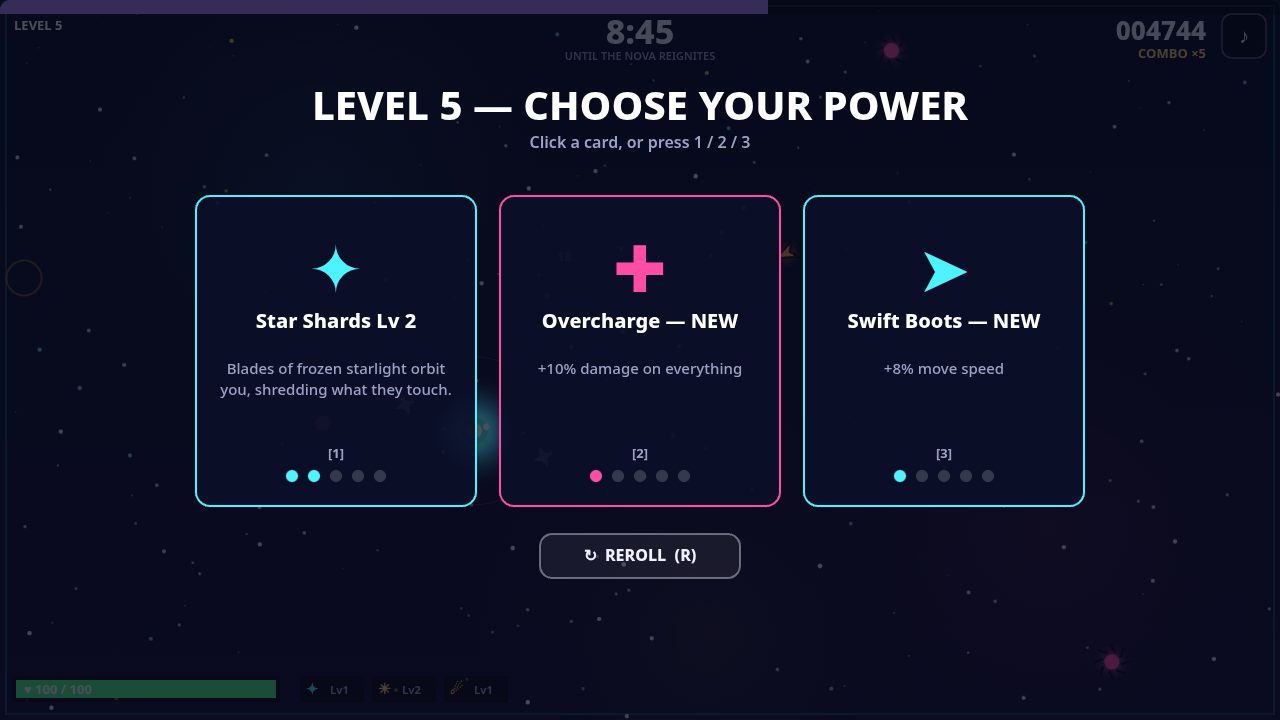 LEVEL 5
8:45
UNTIL THE NOVA REIGNITES
004744
COMBO ×5
♪
LEVEL 5 — CHOOSE YOUR POWER
Click a card, or press 1 / 2 / 3
Star Shards Lv 2
Blades of frozen starlight orbit
you, shredding what they touch.
[1]
Overcharge — NEW
+10% damage on everything
[2]
Swift Boots — NEW
+8% move speed
[3]
↻ REROLL (R)
♥ 100 / 100
Lv1
Lv2
Lv1